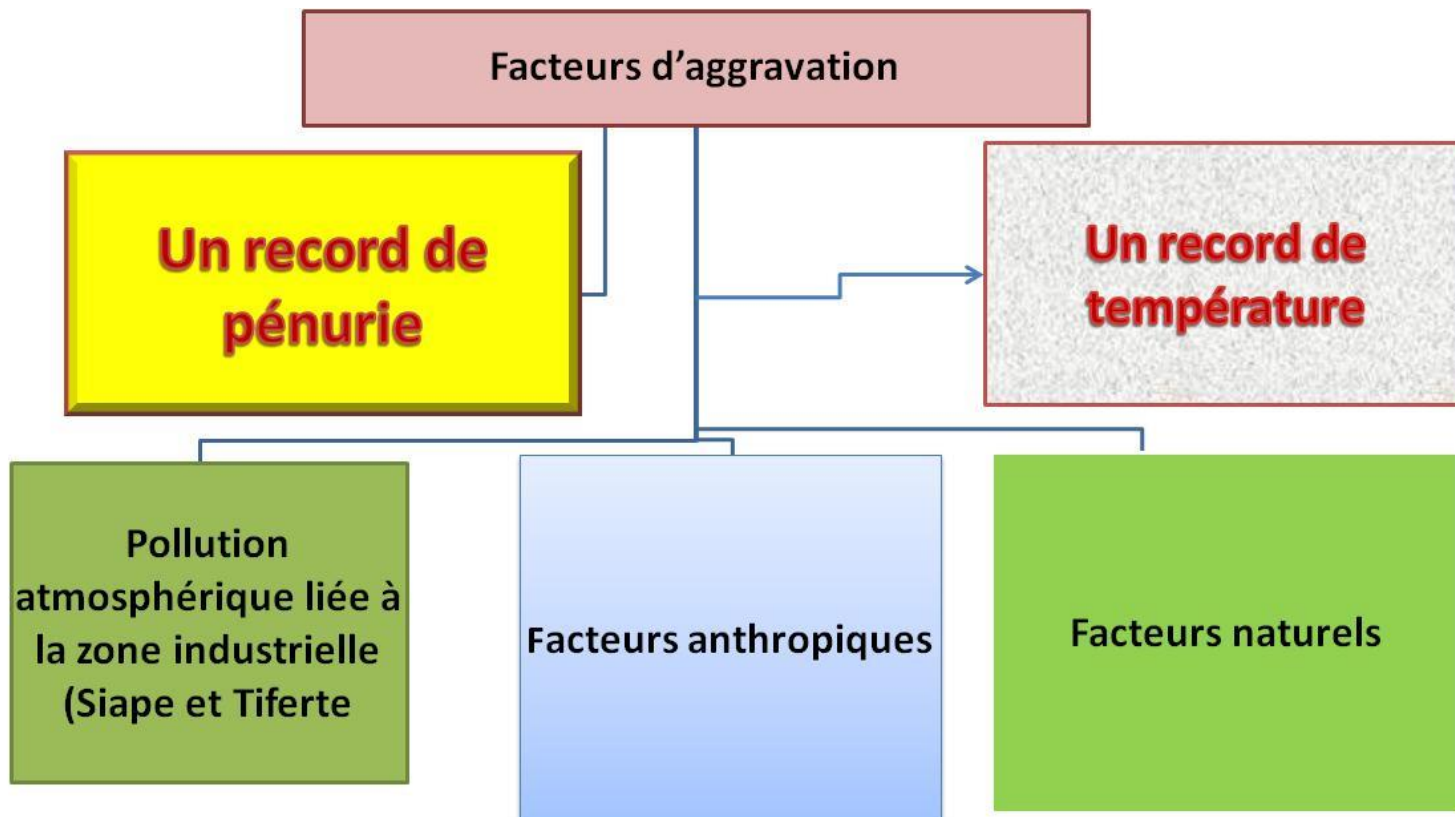 Facteurs d’aggravation
Un record de
pénurie
Un record de
température
Pollution
atmosphérique liée à
la zone industrielle
(Siape et Tiferte
Facteurs anthropiques
Facteurs naturels